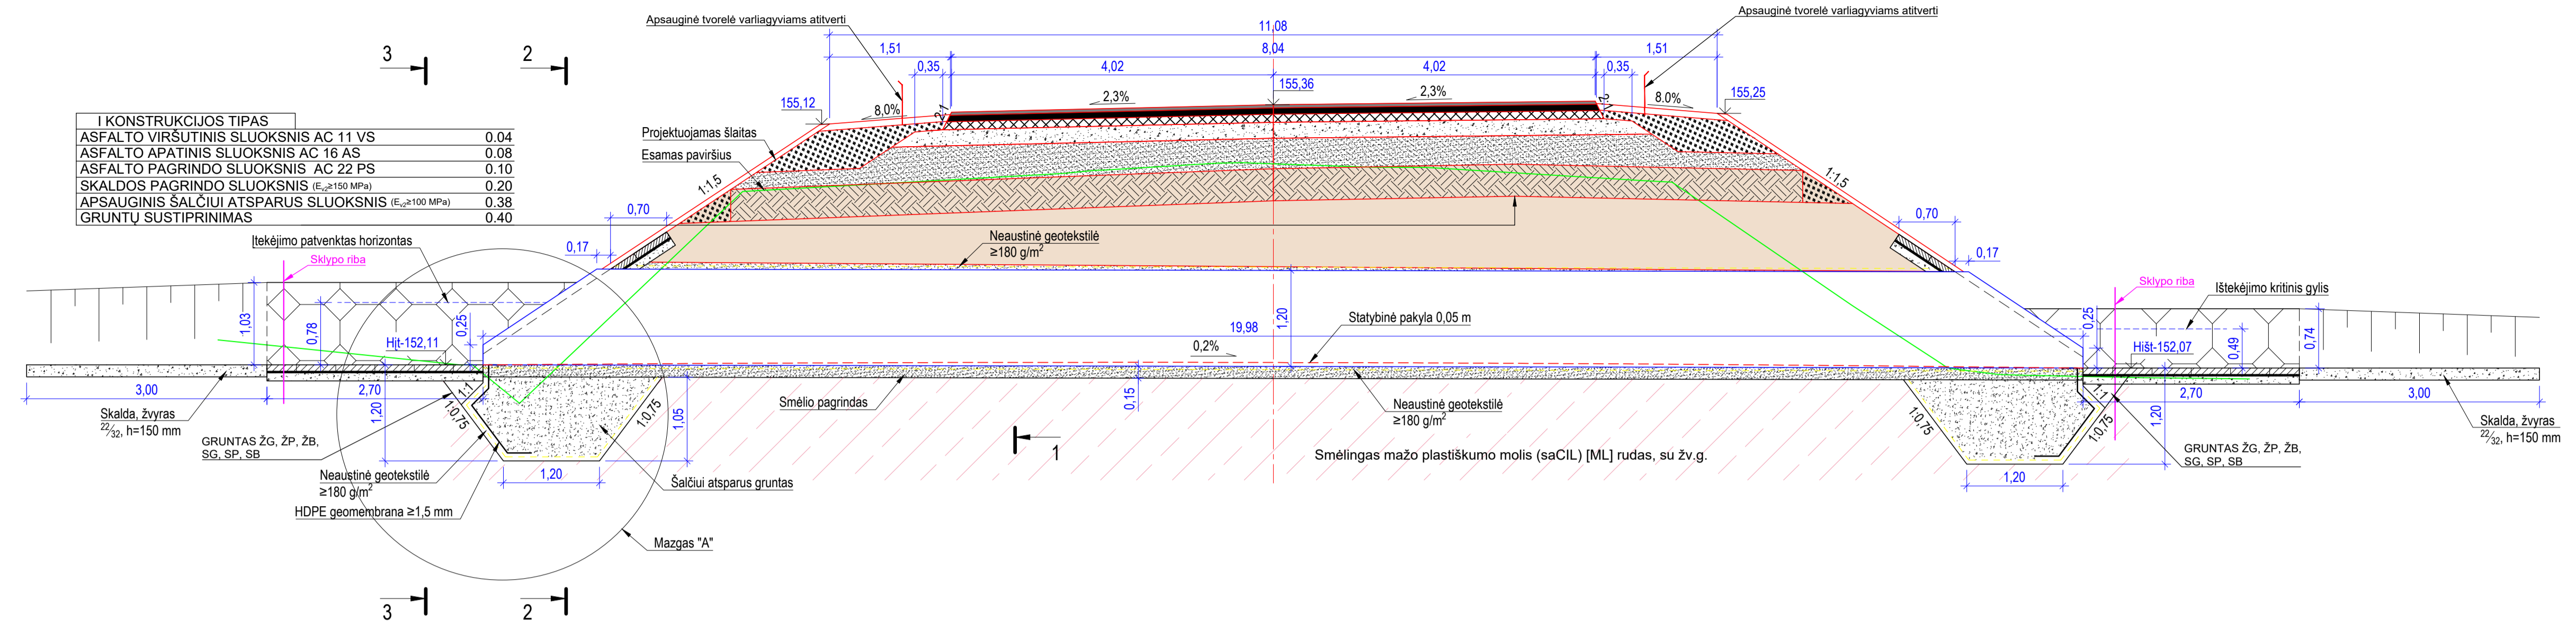 Apsauginė tvorelė varliagyviams atitverti
Apsauginė tvorelė varliagyviams atitverti
11,08
1,51
8,04
1,51
0,35
4,02
4,02
0,35
3
2
155,12
8.0%
2:1
2,3%
155,36
2,3%
2:1
8.0%
155,25
I KONSTRUKCIJOS TIPAS
ASFALTO VIRŠUTINIS SLUOKSNIS AC 11 VS 0.04
ASFALTO APATINIS SLUOKSNIS AC 16 AS 0.08
ASFALTO PAGRINDO SLUOKSNIS AC 22 PS 0.10
SKALDOS PAGRINDO SLUOKSNIS (Ev2≥150 MPa) 0.20
APSAUGINIS ŠALČIUI ATSPARUS SLUOKSNIS (Ev2≥100 MPa) 0.38
GRUNTŲ SUSTIPRINIMAS 0.40
Projektuojamas šlaitas
Esamas paviršius
1:1,5
1:1,5
0,70
0,17
0,70
0,17
Įtekėjimo patvenktas horizontas
Sklypo riba
Neaustinė geotekstilė
≥180 g/m²
Sklypo riba
Ištekėjimo kritinis gylis
1,03
0,78
0,25
Hįt-152,11
19,98
1,20
Statybinė pakyla 0,05 m
0,2%
0,25
Hišt-152,07
0,49
0,74
3,00
2,70
1:1
1:0,75
1,20
1:0,75
1,05
Smėlio pagrindas
0,15
Neaustinė geotekstilė
≥180 g/m²
1:0,75
1:1
1:0,75
2,70
1,20
3,00
Skalda, žvyras
22/32, h=150 mm
GRUNTAS ŽG, ŽP, ŽB,
SG, SP, SB
Neaustinė geotekstilė
≥180 g/m²
HDPE geomembrana ≥1,5 mm
1,20
Šalčiui atsparus gruntas
Mazgas "A"
1
Smėlingas mažo plastiškumo molis (saCIL) [ML] rudas, su žv.g.
1,20
GRUNTAS ŽG, ŽP, ŽB,
SG, SP, SB
Skalda, žvyras
22/32, h=150 mm
3
2